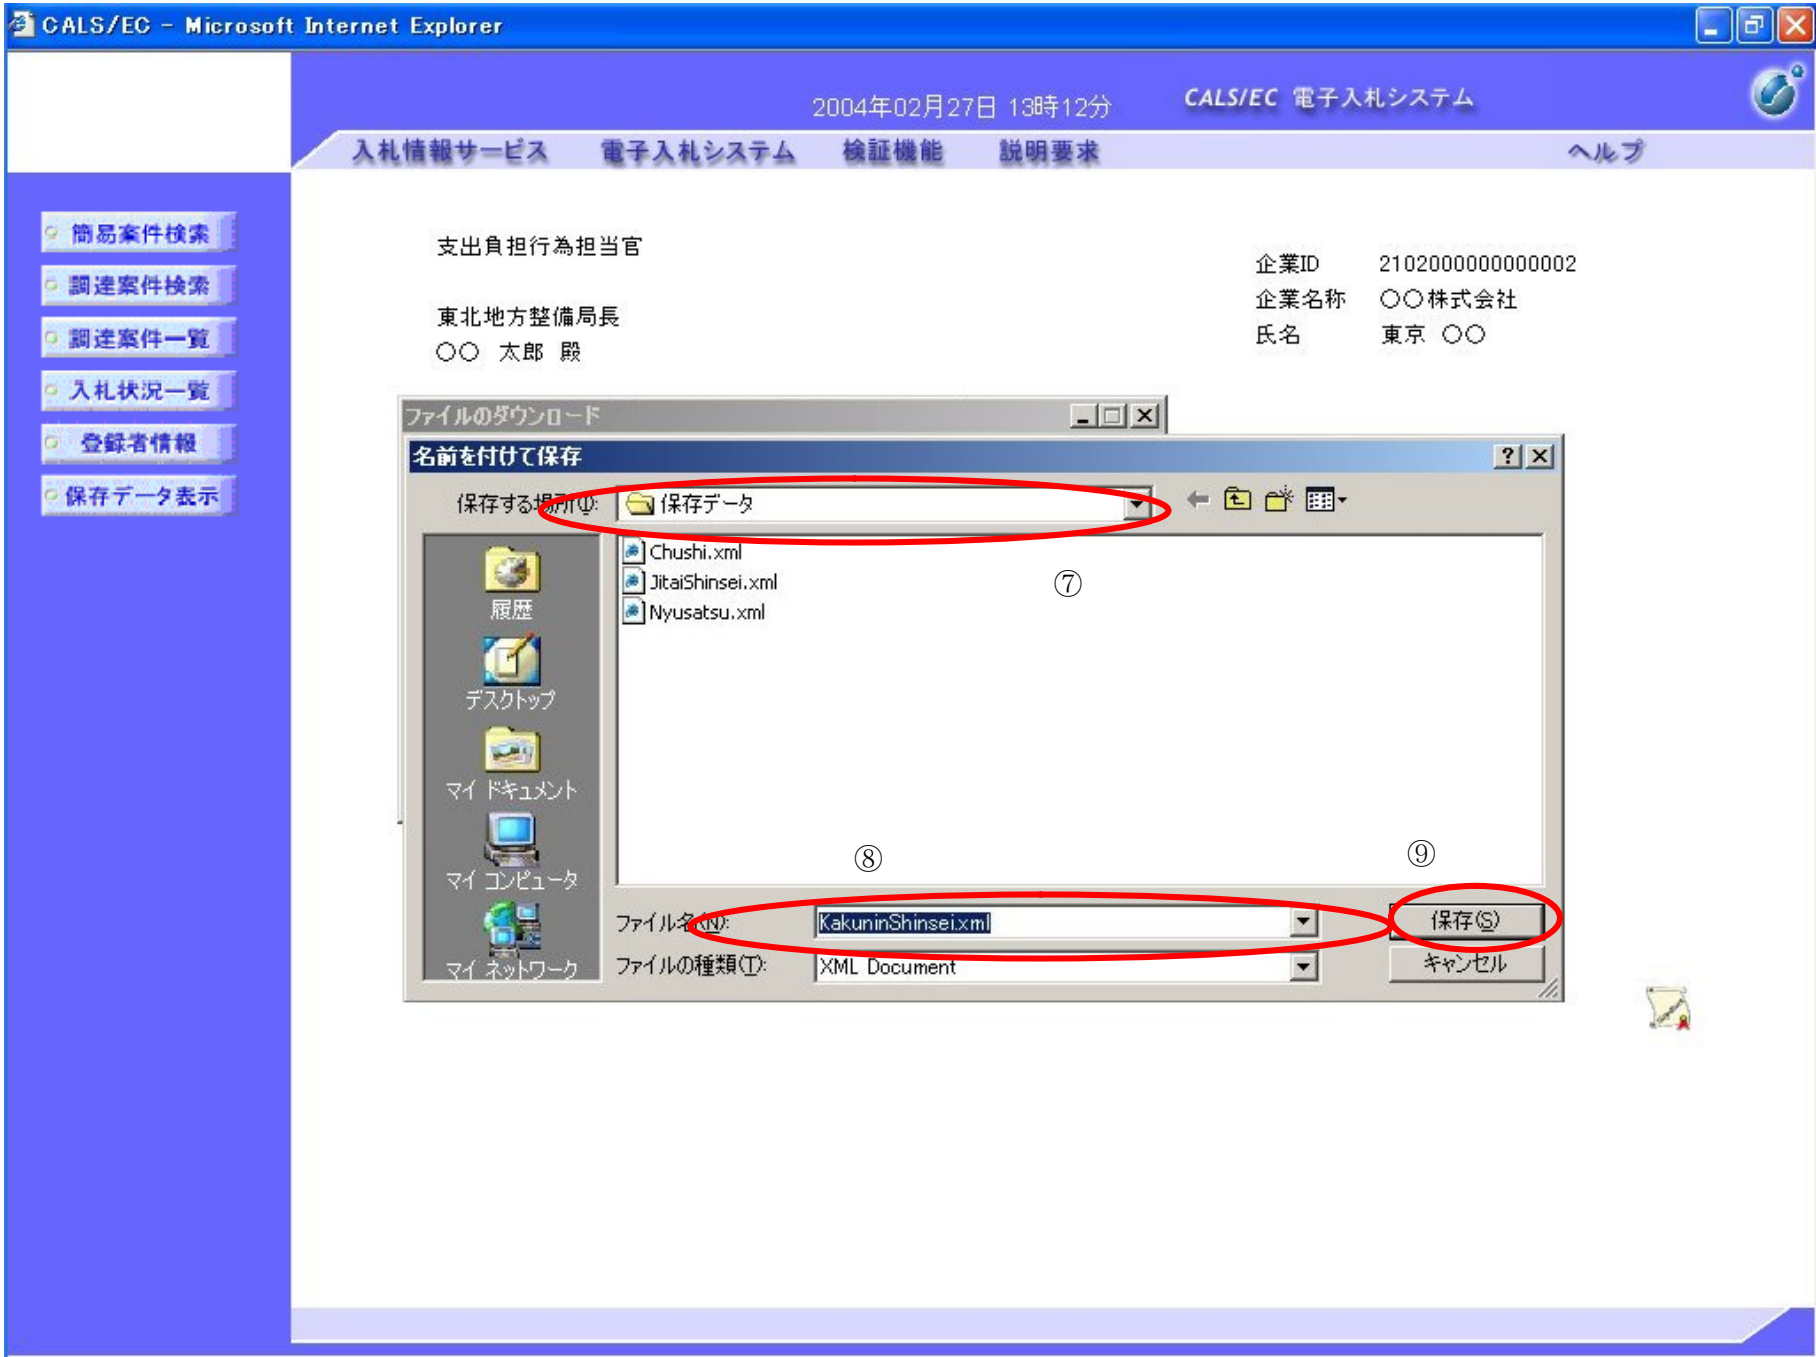 CALS/EC - Microsoft Internet Explorer
2004年02月27日 13時12分
CALS/EC 電子入札システム
入札情報サービス 電子入札システム 検証機能 説明要求 ヘルプ
簡易案件検索
調達案件検索
調達案件一覧
入札状況一覧
登録者情報
保存データ表示
支出負担行為担当官
東北地方整備局長
〇〇 太郎 殿
企業ID 2102000000000002
企業名称 〇〇株式会社
氏名 東京 〇〇
ファイルのダウンロード
名前を付けて保存
保存する場所(I): 保存データ
Chushi.xml
JitaiShinsei.xml
Nyusatsu.xml
⑦
履歴
デスクトップ
マイ ドキュメント
マイ コンピュータ
マイ ネットワーク
⑧
⑨
ファイル名(N): KakuninShinsei.xml 保存(S)
ファイルの種類(T): XML Document キャンセル